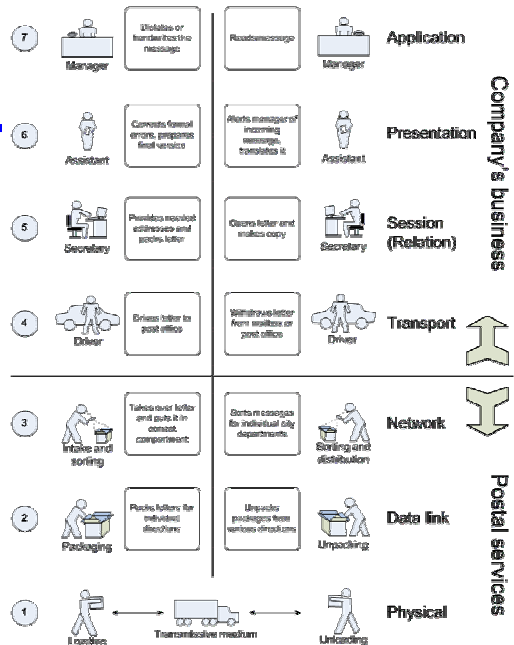 7
Manager
Dictates or
handwrites the
message
Reads message
Manager
Application
6
Assistant
Corrects formal
errors, prepares
final version
Alerts manager of
incoming
message,
translates it
Assistant
Presentation
5
Secretary
Provides needed
addresses and
packs letter
Opens letter and
makes copy
Secretary
Session
(Relation)
Company's business
4
Driver
Drives letter to
post office
Withdraws letter
from mailbox or
post office
Driver
Transport
3
Intake and
sorting
Takes over letter
and puts it in
correct
compartment
Sorts messages
for individual city
departments
Sorting and
distribution
Network
2
Packaging
Packs letters for
individual
directions
Unpacks
packages from
various directions
Unpacking
Data link
Postal services
1
Loading
Transmissive medium
Unloading
Physical